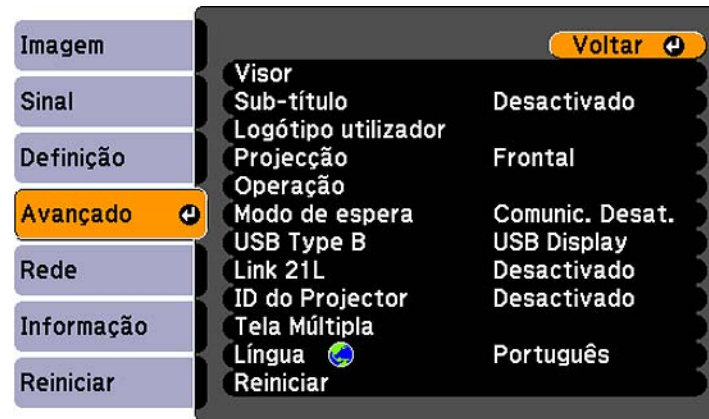 Imagem
Sinal
Definição
Avançado
Rede
Informação
Reiniciar
Voltar
Visor
Sub-título Desactivado
Logótipo utilizador
Projecção Frontal
Operação
Modo de espera Comunic. Desat.
USB Type B USB Display
Link 21L Desactivado
ID do Projector Desactivado
Tela Múltipla
Língua Português
Reiniciar